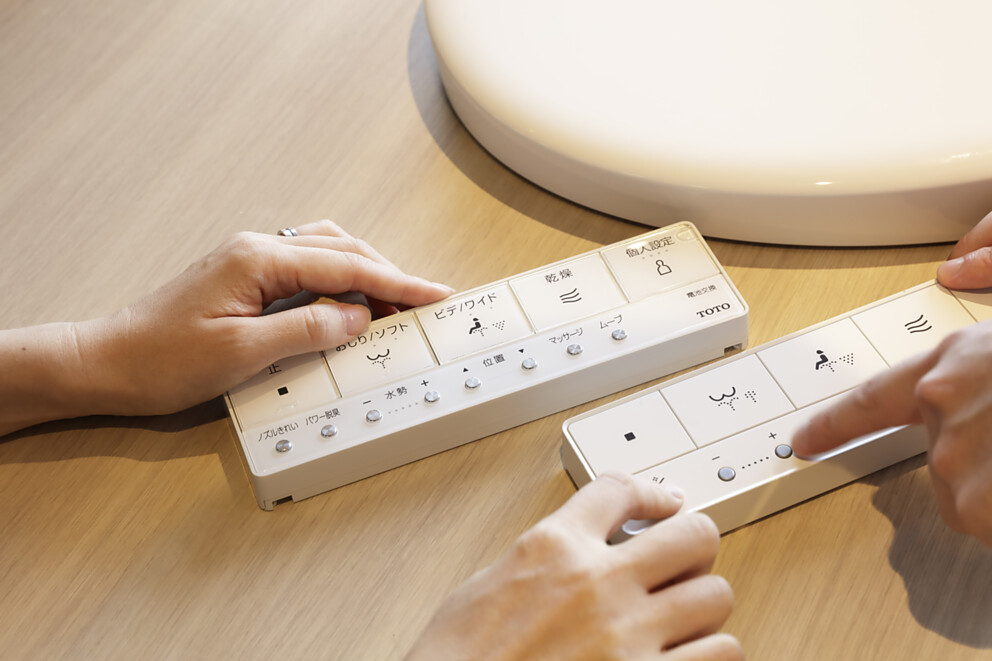 止
おしり/ソフト
ビデ/ワイド
乾燥
個人設定
ノズルきれい
パワー脱臭
− 水勢 +
▲ 位置 ▼
マッサージ
ムーブ
電池交換
TOTO
− +